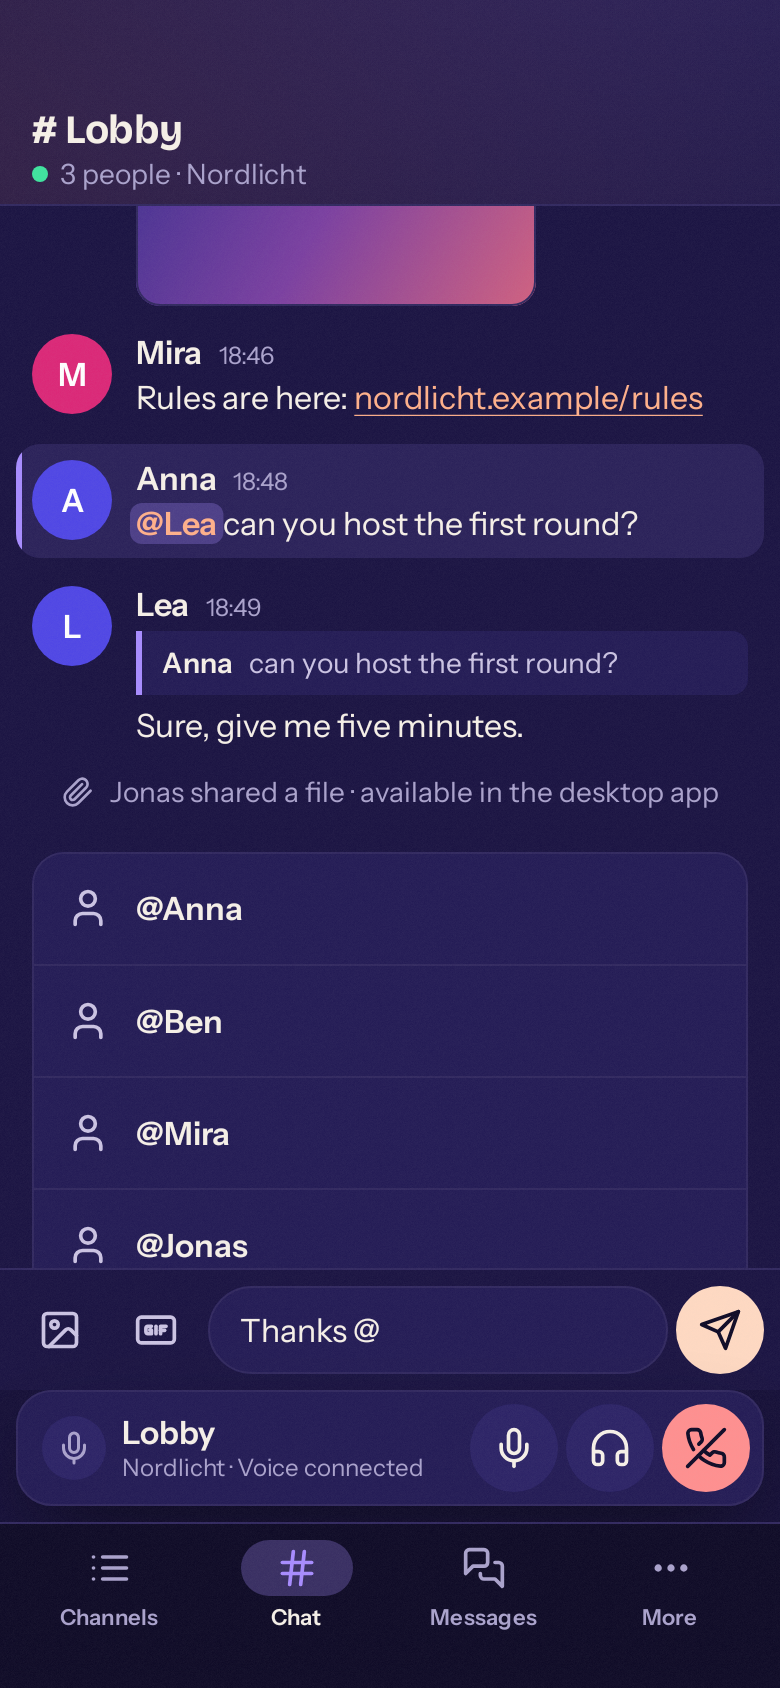 # Lobby
3 people · Nordlicht
M
Mira 18:46
Rules are here: nordlicht.example/rules
A
Anna 18:48
@Lea can you host the first round?
L
Lea 18:49
Anna can you host the first round?
Sure, give me five minutes.
Jonas shared a file · available in the desktop app
@Anna
@Ben
@Mira
@Jonas
GIF
Thanks @
Lobby
Nordlicht · Voice connected
Channels
Chat
Messages
More